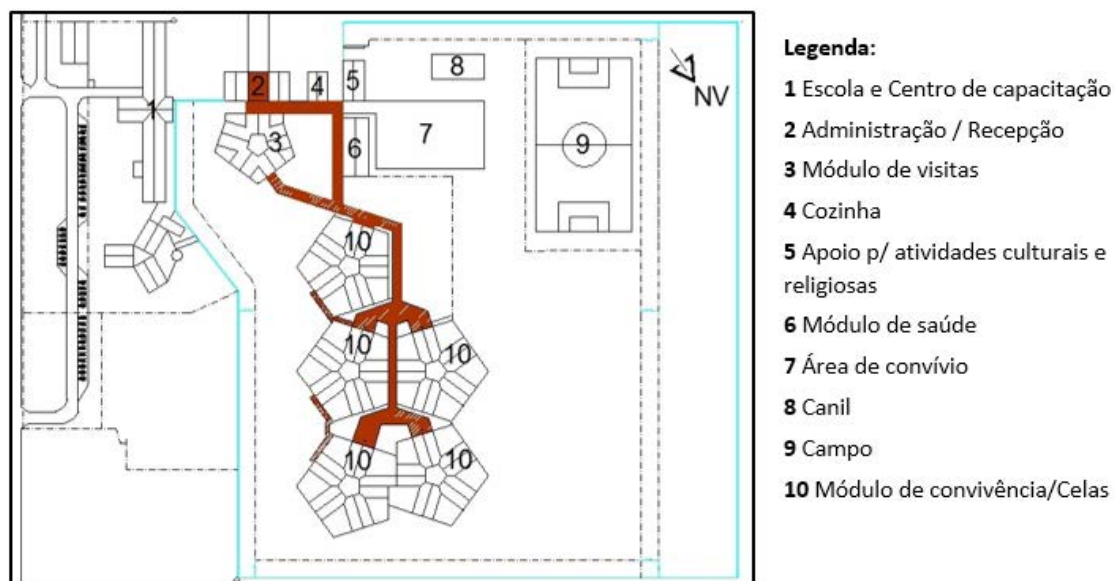 2
4
5
8
NV
1
3
6
7
9
10
10
10
10
10
Legenda:
1 Escola e Centro de capacitação
2 Administração / Recepção
3 Módulo de visitas
4 Cozinha
5 Apoio p/ atividades culturais e
religiosas
6 Módulo de saúde
7 Área de convívio
8 Canil
9 Campo
10 Módulo de convivência/Celas